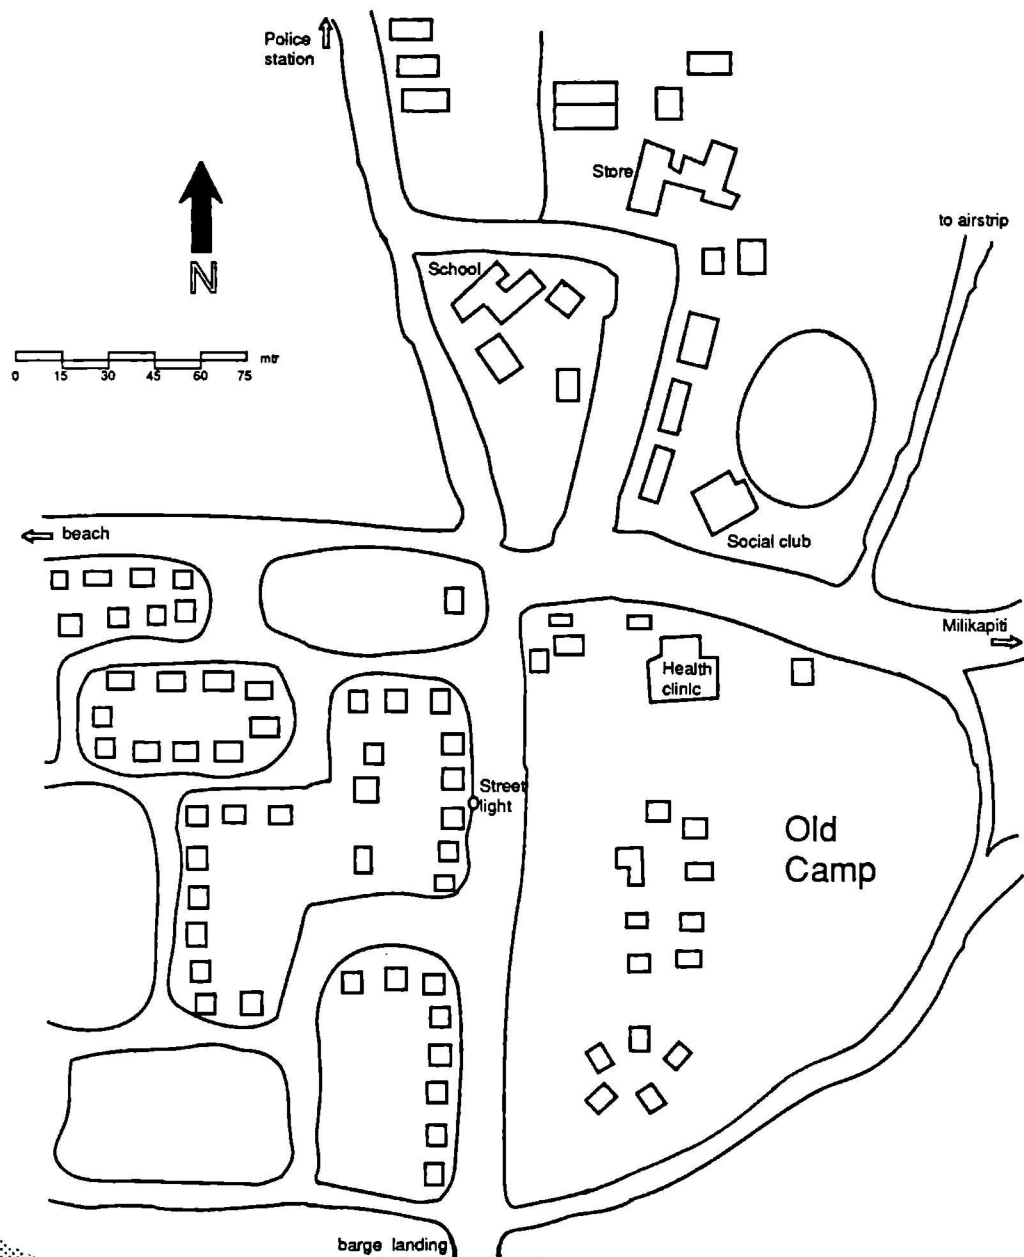 Police
station
Store
to airstrip
School
N
mtr
0 15 30 45 60 75
beach
Social club
Milikapiti
Health
clinic
Street
light
Old
Camp
barge landing